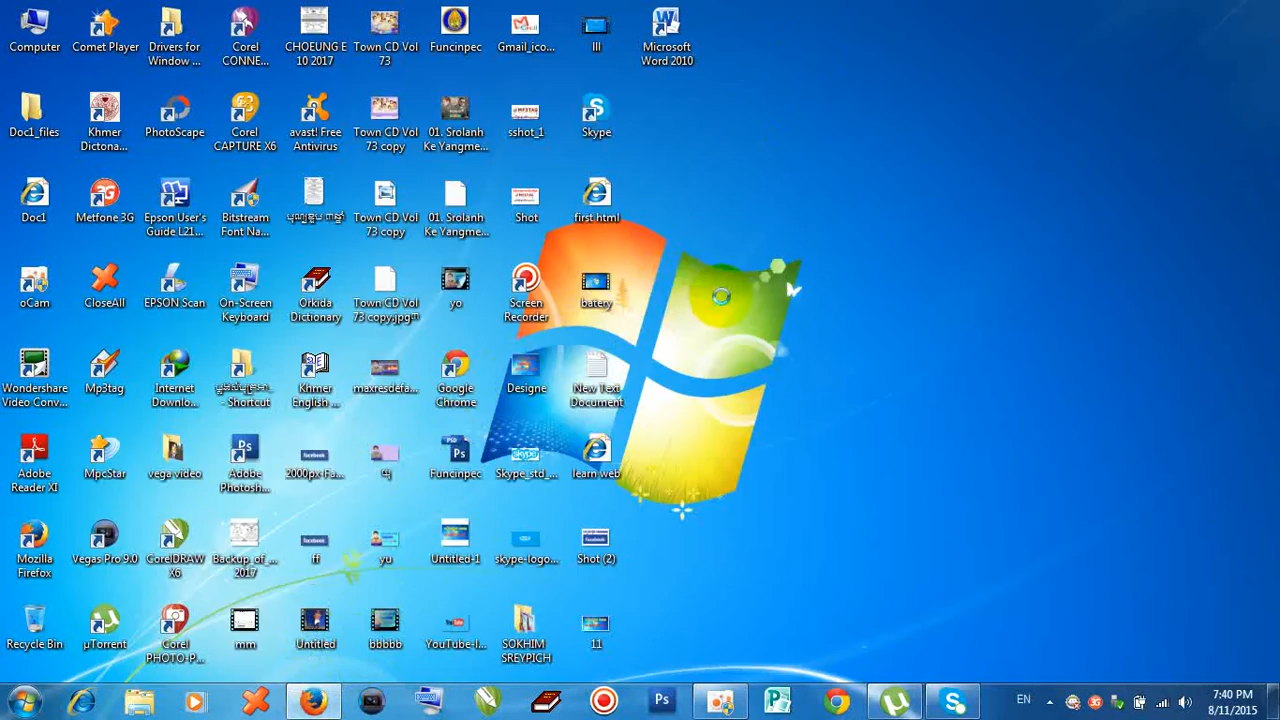 Computer
Comet Player
Drivers for
Window ...
Corel
CONNE...
CHOEUNG E
10 2017
Town CD Vol
73
Funcinpec
Gmail_ico...
lll
Microsoft
Word 2010
Doc1_files
Khmer
Dictona...
PhotoScape
Corel
CAPTURE X6
avast! Free
Antivirus
Town CD Vol
73 copy
01. Srolanh
Ke Yangme...
sshot_1
Skype
Doc1
Metfone 3G
Epson User's
Guide L21...
Bitstream
Font Na...
Town CD Vol
73 copy
01. Srolanh
Ke Yangme...
Shot
first.html
oCam
CloseAll
EPSON Scan
On-Screen
Keyboard
Orkida
Dictionary
Town CD Vol
73 copy.jpg
yo
Screen
Recorder
batery
Wondershare
Video Conv...
Mp3tag
Internet
Downlo...
- Shortcut
Khmer
English ...
maxresdefa...
Google
Chrome
Designe
New Text
Document
Adobe
Reader XI
MpcStar
vega video
Adobe
Photosh...
2000px-Fa...
Funcinpec
Skype_std_...
learn web
Mozilla
Firefox
Vegas Pro 9.0
CorelDRAW
X6
Backup_of_...
2017
ff
yu
Untitled-1
skype-logo...
Shot (2)
Recycle Bin
µTorrent
Corel
PHOTO-P...
mm
Untitled
bbbbb
YouTube-l...
SOKHIM
SREYPICH
11
EN
7:40 PM
8/11/2015